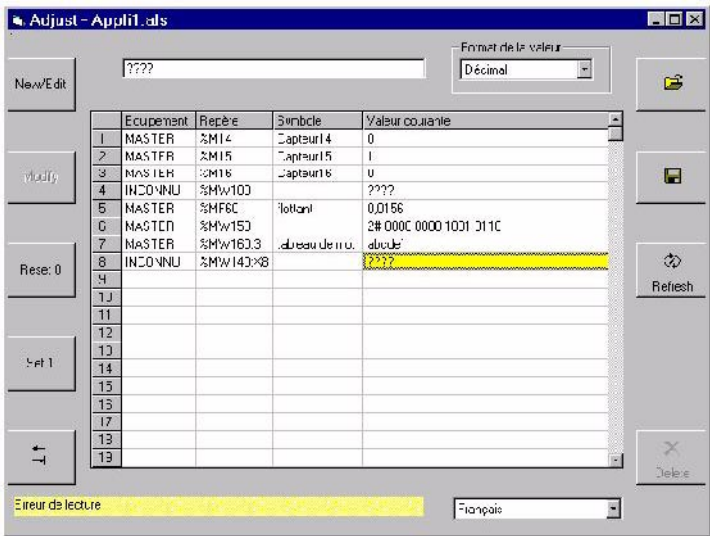 Adjust - Appli1.als
Format de la valeur
???? Décimal
New/Edit
Equipement Repère Symbole Valeur courante
1 MASTER %M14 Capteur14 0
2 MASTER %M15 Capteur15 1
3 MASTER %M16 Capteur16 0
4 INCONNU %MW100 ????
5 MASTER %MF60 flottant 0,0156
6 MASTER %MW150 2# 0000 0000 1001 0110
7 MASTER %MW160:3 tableau de mot abcdef
8 INCONNU %MW140:X8 ????
9
10
11
12
13
14
15
16
17
18
19
Modify
Reset 0
Refresh
Set 1
Delete
Erreur de lecture
Français